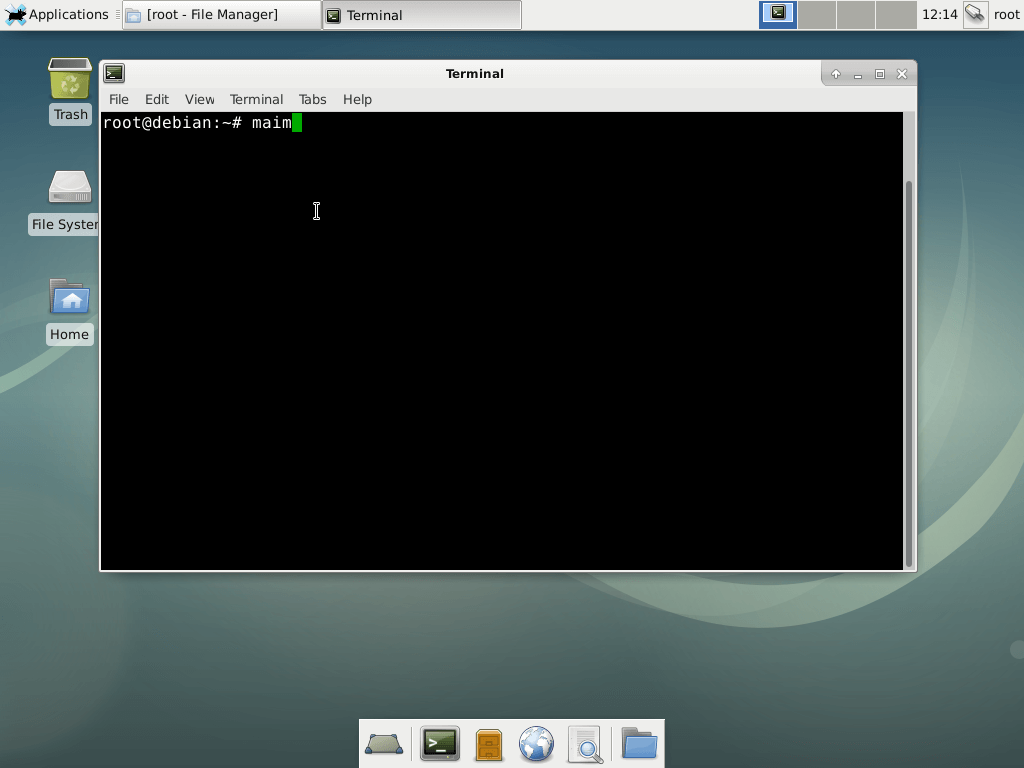 Applications [root - File Manager] Terminal 12:14 root
Trash
File Syster
Home
Terminal
File Edit View Terminal Tabs Help
root@debian:~# maim